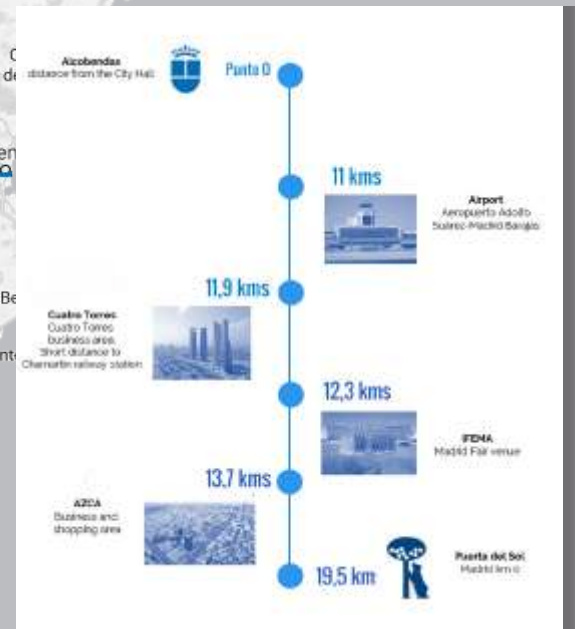 Alcobendas
distance from the City Hall
Punto 0
11 kms
Airport
Aeropuerto Adolfo
Suárez-Madrid Barajas
11,9 kms
Cuatro Torres
Cuatro Torres
business area.
Short distance to
Chamartin railway station
12,3 kms
IFEMA
Madrid Fair venue
13,7 kms
AZCA
Business and
shopping area
19,5 km
Puerta del Sol
Madrid km 0